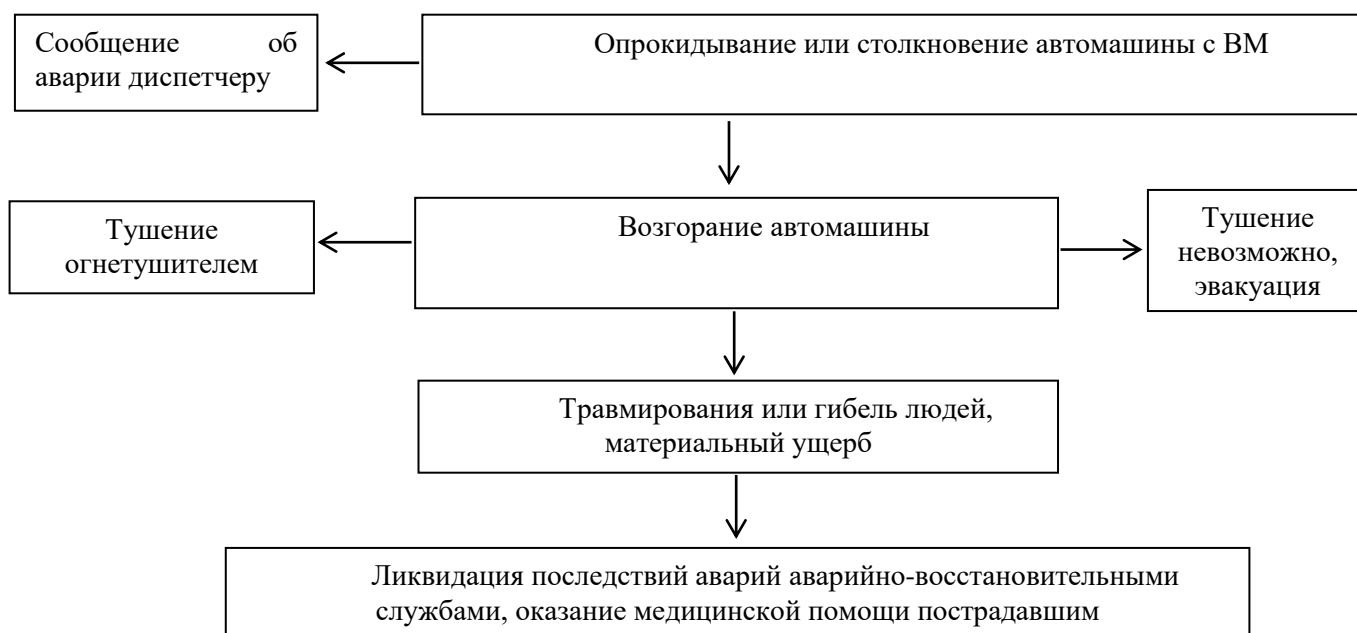 Сообщение об
аварии диспетчеру
Опрокидывание или столкновение автомашины с ВМ
Тушение
огнетушителем
Возгорание автомашины
Тушение
невозможно,
эвакуация
Травмирования или гибель людей,
материальный ущерб
Ликвидация последствий аварий аварийно-восстановительными
службами, оказание медицинской помощи пострадавшим